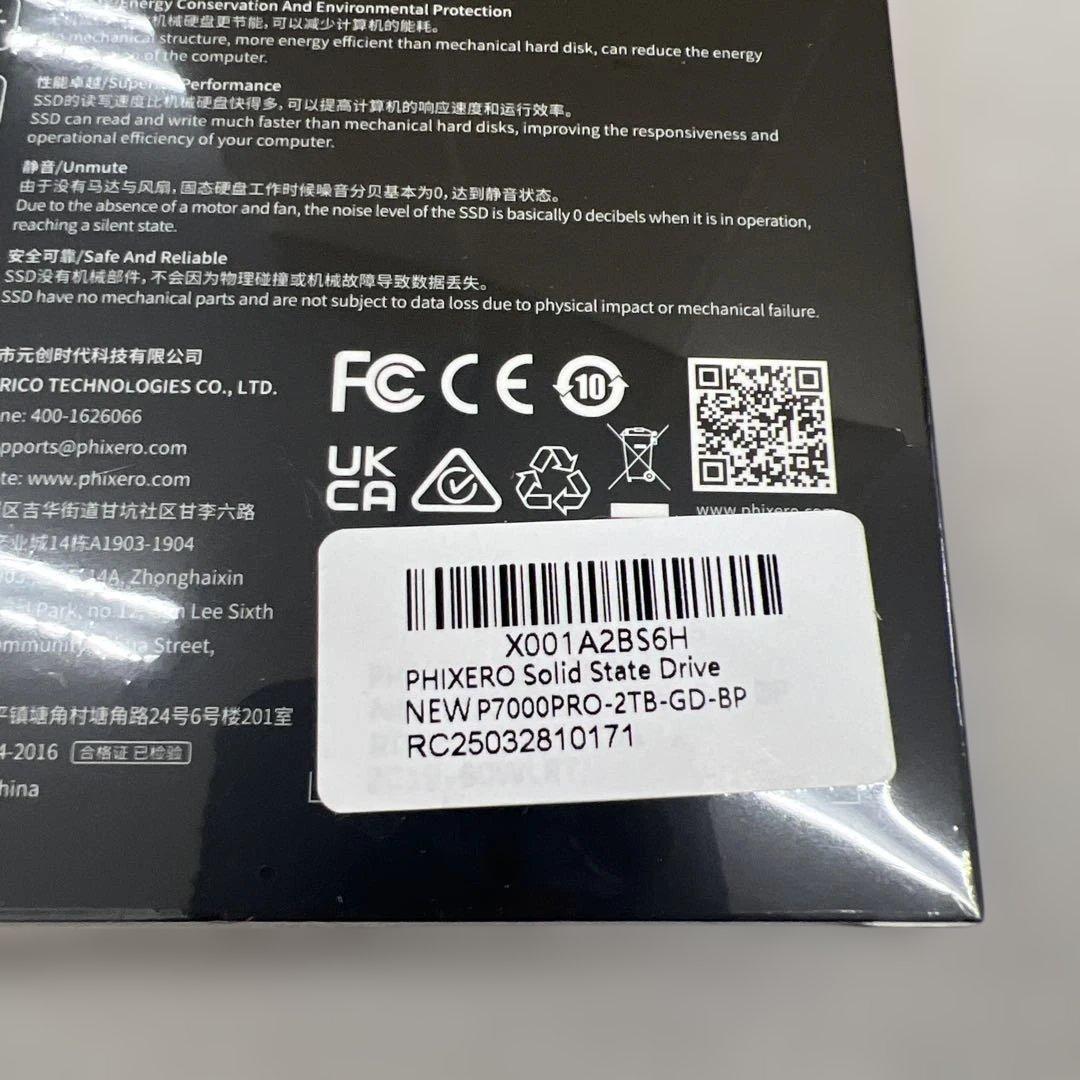 Energy Conservation And Environmental Protection
机械硬盘更节能，可以减少计算机的能耗。
mechanical structure, more energy efficient than mechanical hard disk, can reduce the energy
of the computer.
性能卓越/Superior Performance
SSD的读写速度比机械硬盘快得多，可以提高计算机的响应速度和运行效率。
SSD can read and write much faster than mechanical hard disks, improving the responsiveness and
operational efficiency of your computer.
静音/Unmute
由于没有马达与风扇，固态硬盘工作时候噪音分贝基本为0，达到静音状态。
Due to the absence of a motor and fan, the noise level of the SSD is basically 0 decibels when it is in operation,
reaching a silent state.
安全可靠/Safe And Reliable
SSD没有机械部件，不会因为物理碰撞或机械故障导致数据丢失。
SSD have no mechanical parts and are not subject to data loss due to physical impact or mechanical failure.
市元创时代科技有限公司
RICO TECHNOLOGIES CO., LTD.
ne: 400-1626066
pports@phixero.com
te: www.phixero.com
区吉华街道甘坑社区甘李六路
业城14栋A1903-1904
14A, Zhonghaixin
Park, no.12 Lee Sixth
mmunity, Street,
镇塘角村塘角路24号6号楼201室
4-2016 合格证 已检验
hina
FC CE 10
UK
CA
www.phixero.com
X001A2BS6H
PHIXERO Solid State Drive
NEW P7000PRO-2TB-GD-BP
RC25032810171